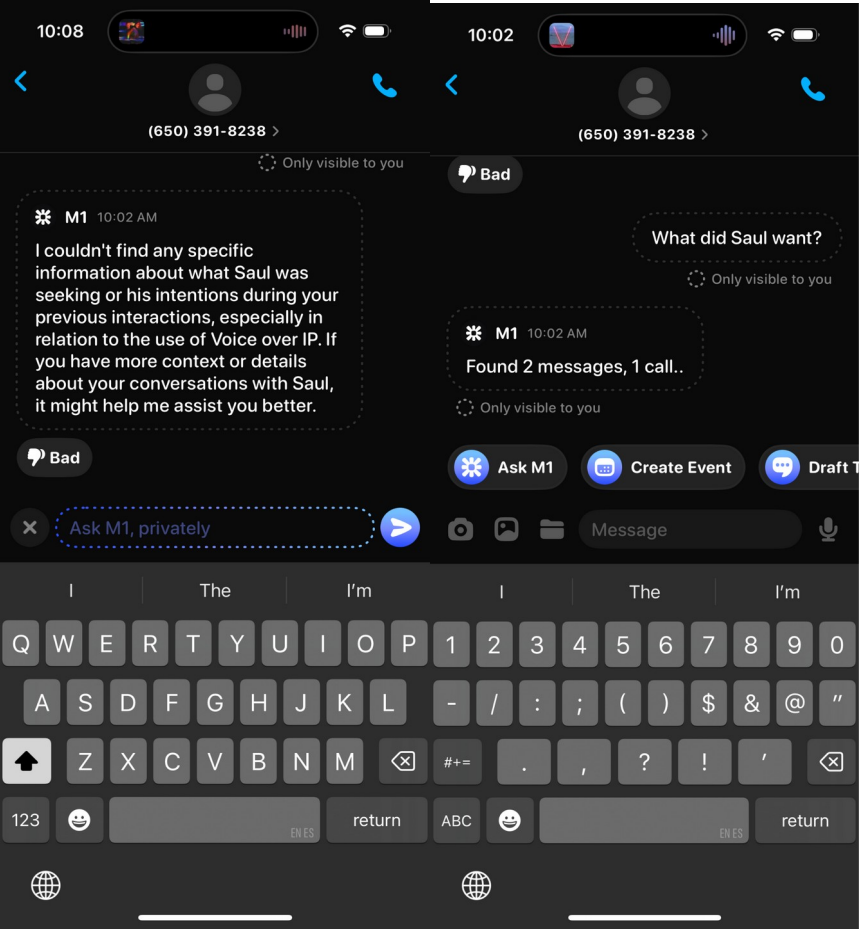 10:08
(650) 391-8238 >
Only visible to you
M1 10:02 AM
I couldn't find any specific
information about what Saul was
seeking or his intentions during your
previous interactions, especially in
relation to the use of Voice over IP. If
you have more context or details
about your conversations with Saul,
it might help me assist you better.
Bad
Ask M1, privately
I The I'm
Q W E R T Y U I O P
A S D F G H J K L
Z X C V B N M
123 EN ES return
10:02
(650) 391-8238 >
Bad
What did Saul want?
Only visible to you
M1 10:02 AM
Found 2 messages, 1 call..
Only visible to you
Ask M1 Create Event Draft T
Message
I The I'm
1 2 3 4 5 6 7 8 9 0
- / : ; ( ) $ & @ "
#+= . , ? ! '
ABC EN ES return